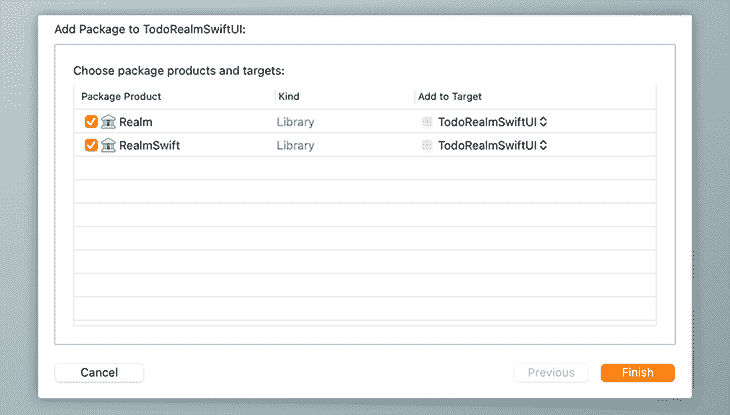 Add Package to TodoRealmSwiftUI:
Choose package products and targets:
Package Product Kind Add to Target
Realm Library TodoRealmSwiftUI
RealmSwift Library TodoRealmSwiftUI
Cancel Previous Finish